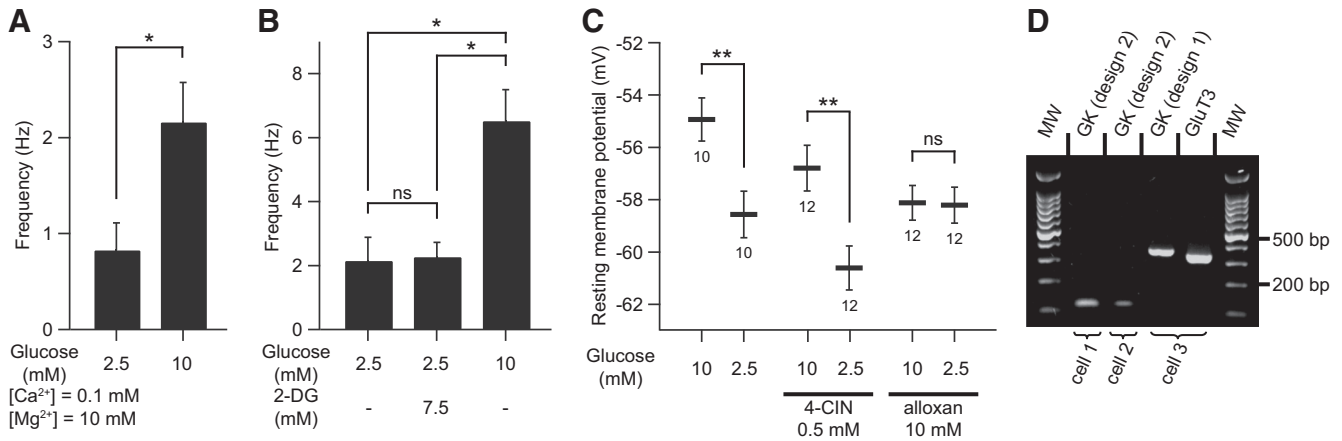 A
Frequency (Hz)
3
2
1
0
*
Glucose (mM)
2.5
10
[Ca²⁺] = 0.1 mM
[Mg²⁺] = 10 mM
B
Frequency (Hz)
8
6
4
2
0
*
*
ns
Glucose (mM)
2.5
2.5
10
2-DG (mM)
-
7.5
-
C
Resting membrane potential (mV)
-52
-54
-56
-58
-60
-62
**
**
ns
10
10
12
12
12
12
Glucose (mM)
10
2.5
10
2.5
10
2.5
4-CIN
0.5 mM
alloxan
10 mM
D
MW
GK (design 2)
GK (design 2)
GK (design 1)
GluT3
MW
500 bp
200 bp
cell 1
cell 2
cell 3